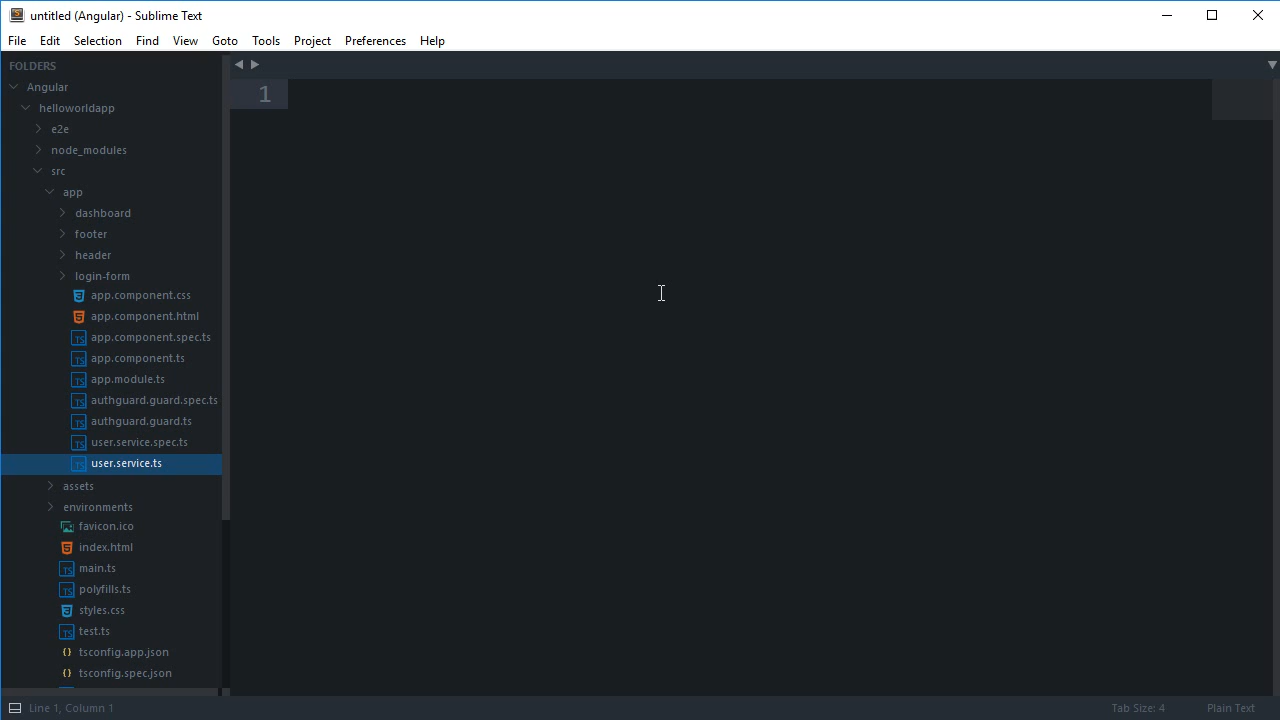 untitled (Angular) - Sublime Text
File Edit Selection Find View Goto Tools Project Preferences Help
FOLDERS
Angular
helloworldapp
e2e
node_modules
src
app
dashboard
footer
header
login-form
app.component.css
app.component.html
app.component.spec.ts
app.component.ts
app.module.ts
authguard.guard.spec.ts
authguard.guard.ts
user.service.spec.ts
user.service.ts
assets
environments
favicon.ico
index.html
main.ts
polyfills.ts
styles.css
test.ts
tsconfig.app.json
tsconfig.spec.json
1
Line 1, Column 1
Tab Size: 4
Plain Text